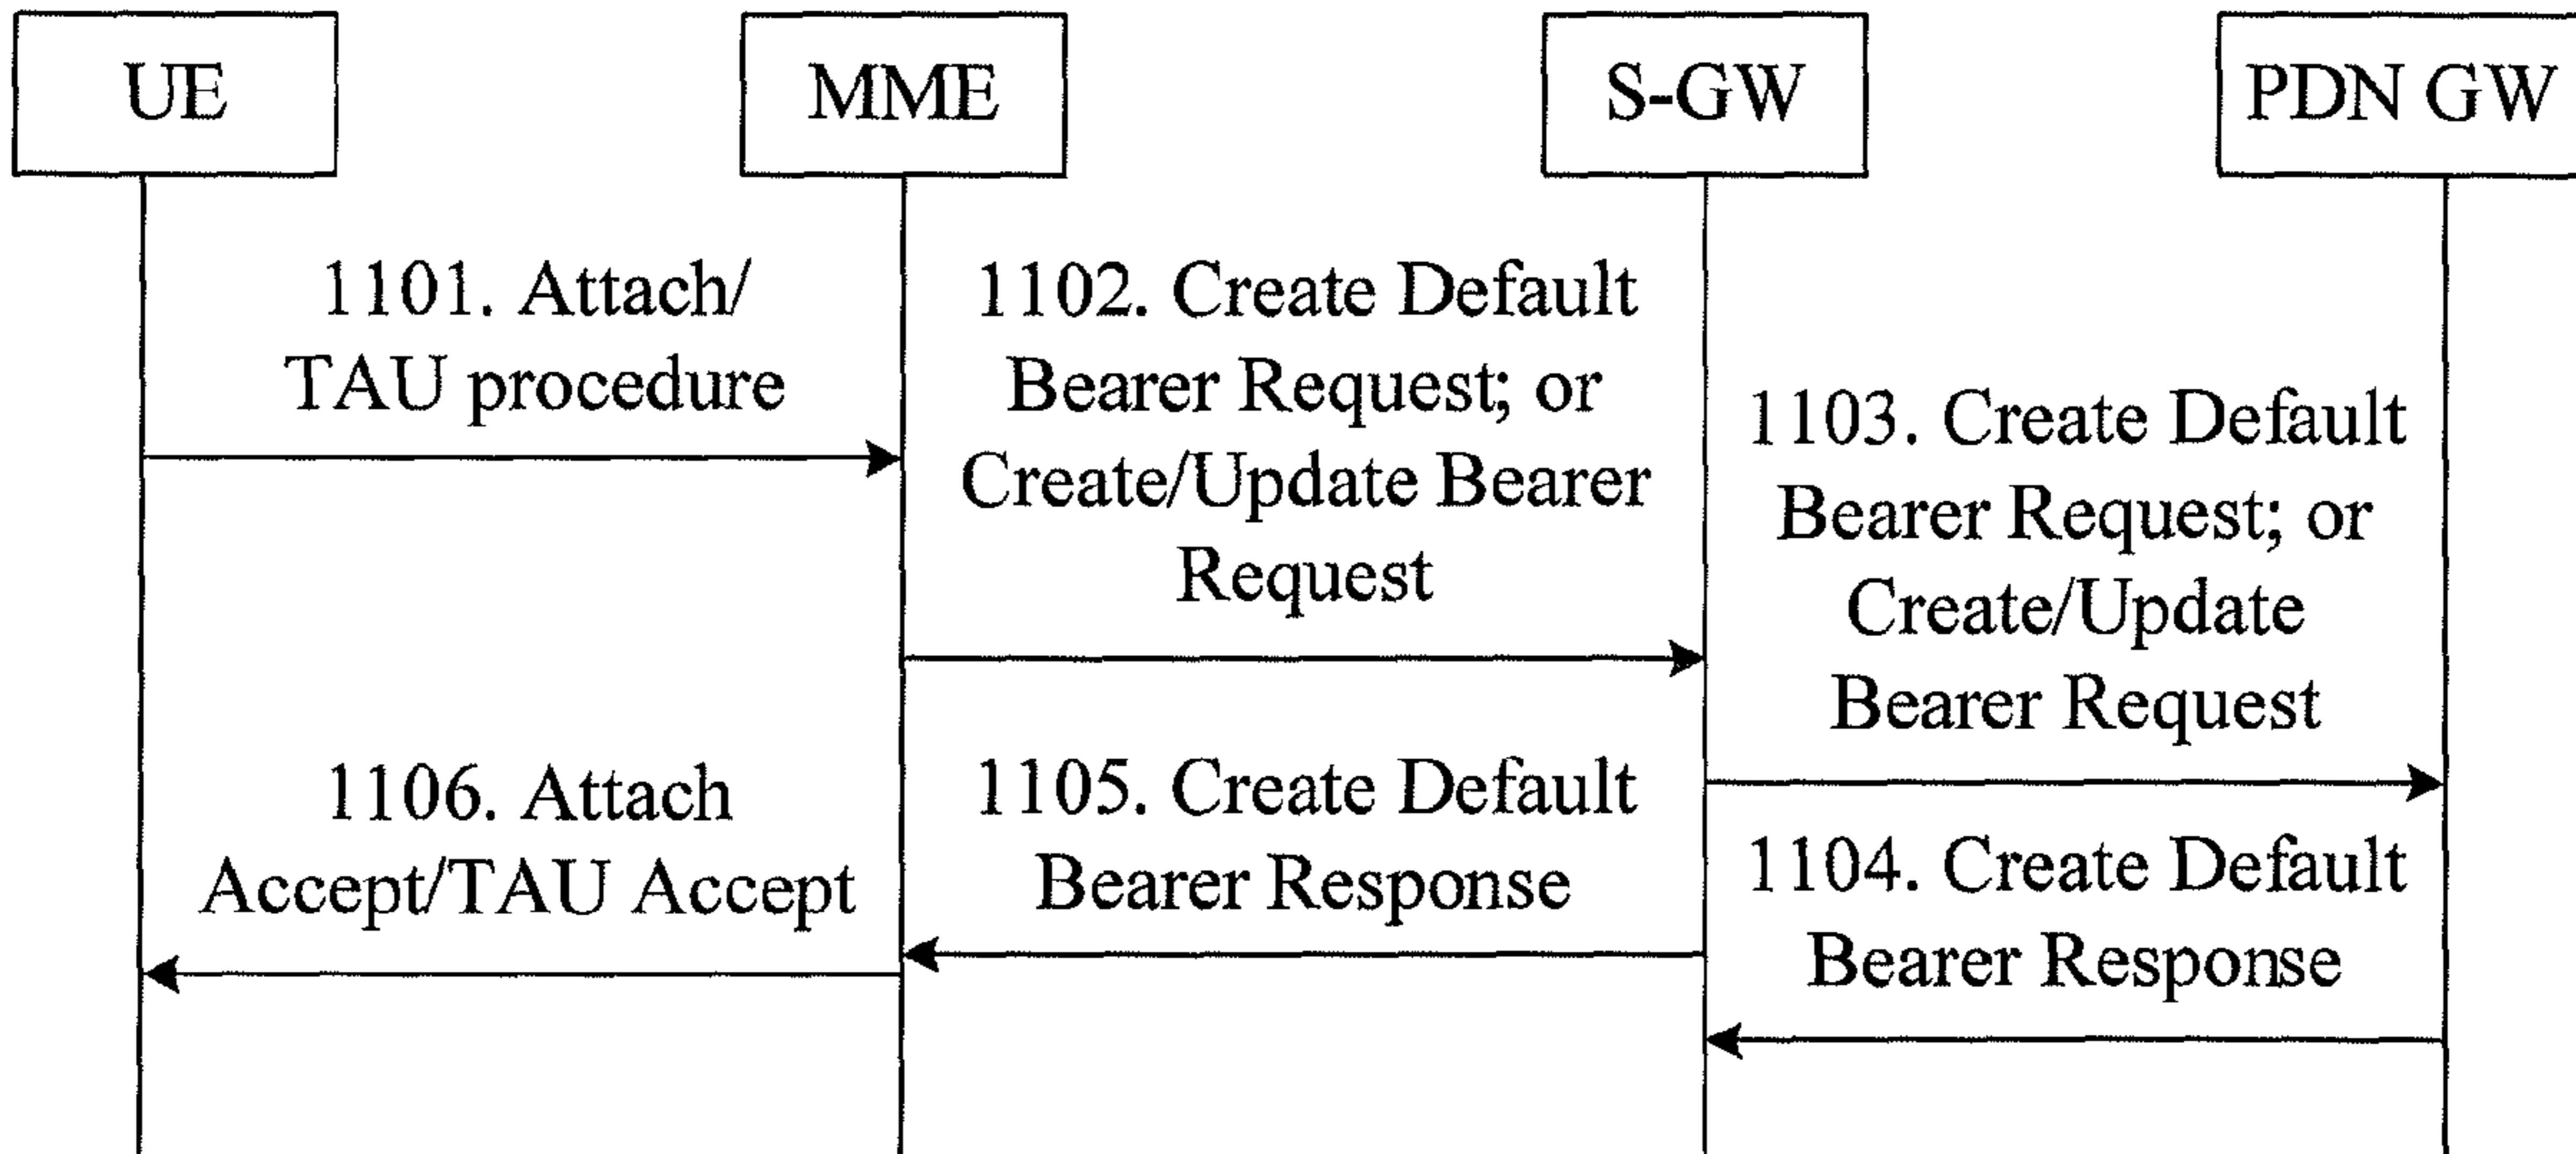 UE
MME
S-GW
PDN GW
1101. Attach/
TAU procedure
1102. Create Default
Bearer Request; or
Create/Update Bearer
Request
1103. Create Default
Bearer Request; or
Create/Update
Bearer Request
1104. Create Default
Bearer Response
1105. Create Default
Bearer Response
1106. Attach
Accept/TAU Accept